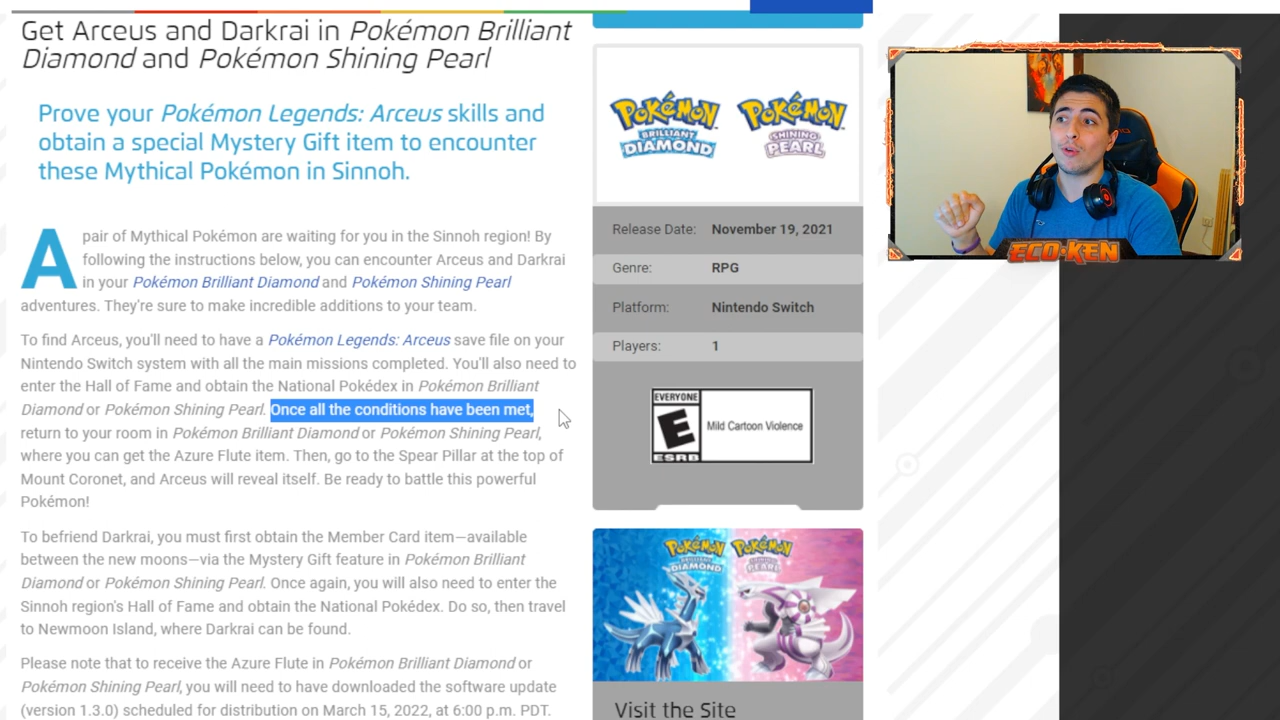 Get Arceus and Darkrai in Pokémon Brilliant
Diamond and Pokémon Shining Pearl
Prove your Pokémon Legends: Arceus skills and
obtain a special Mystery Gift item to encounter
these Mythical Pokémon in Sinnoh.
A pair of Mythical Pokémon are waiting for you in the Sinnoh region! By
following the instructions below, you can encounter Arceus and Darkrai
in your Pokémon Brilliant Diamond and Pokémon Shining Pearl
adventures. They're sure to make incredible additions to your team.
To find Arceus, you'll need to have a Pokémon Legends: Arceus save file on your
Nintendo Switch system with all the main missions completed. You'll also need to
enter the Hall of Fame and obtain the National Pokédex in Pokémon Brilliant
Diamond or Pokémon Shining Pearl. Once all the conditions have been met,
return to your room in Pokémon Brilliant Diamond or Pokémon Shining Pearl,
where you can get the Azure Flute item. Then, go to the Spear Pillar at the top of
Mount Coronet, and Arceus will reveal itself. Be ready to battle this powerful
Pokémon!
To befriend Darkrai, you must first obtain the Member Card item—available
between the new moons—via the Mystery Gift feature in Pokémon Brilliant
Diamond or Pokémon Shining Pearl. Once again, you will also need to enter the
Sinnoh region's Hall of Fame and obtain the National Pokédex. Do so, then travel
to Newmoon Island, where Darkrai can be found.
Please note that to receive the Azure Flute in Pokémon Brilliant Diamond or
Pokémon Shining Pearl, you will need to have downloaded the software update
(version 1.3.0) scheduled for distribution on March 15, 2022, at 6:00 p.m. PDT.
POKÉMON BRILLIANT DIAMOND
POKÉMON SHINING PEARL
Release Date: November 19, 2021
Genre: RPG
Platform: Nintendo Switch
Players: 1
EVERYONE
E
ESRB
Mild Cartoon Violence
POKÉMON BRILLIANT DIAMOND
POKÉMON SHINING PEARL
Visit the Site
ECO-KEN